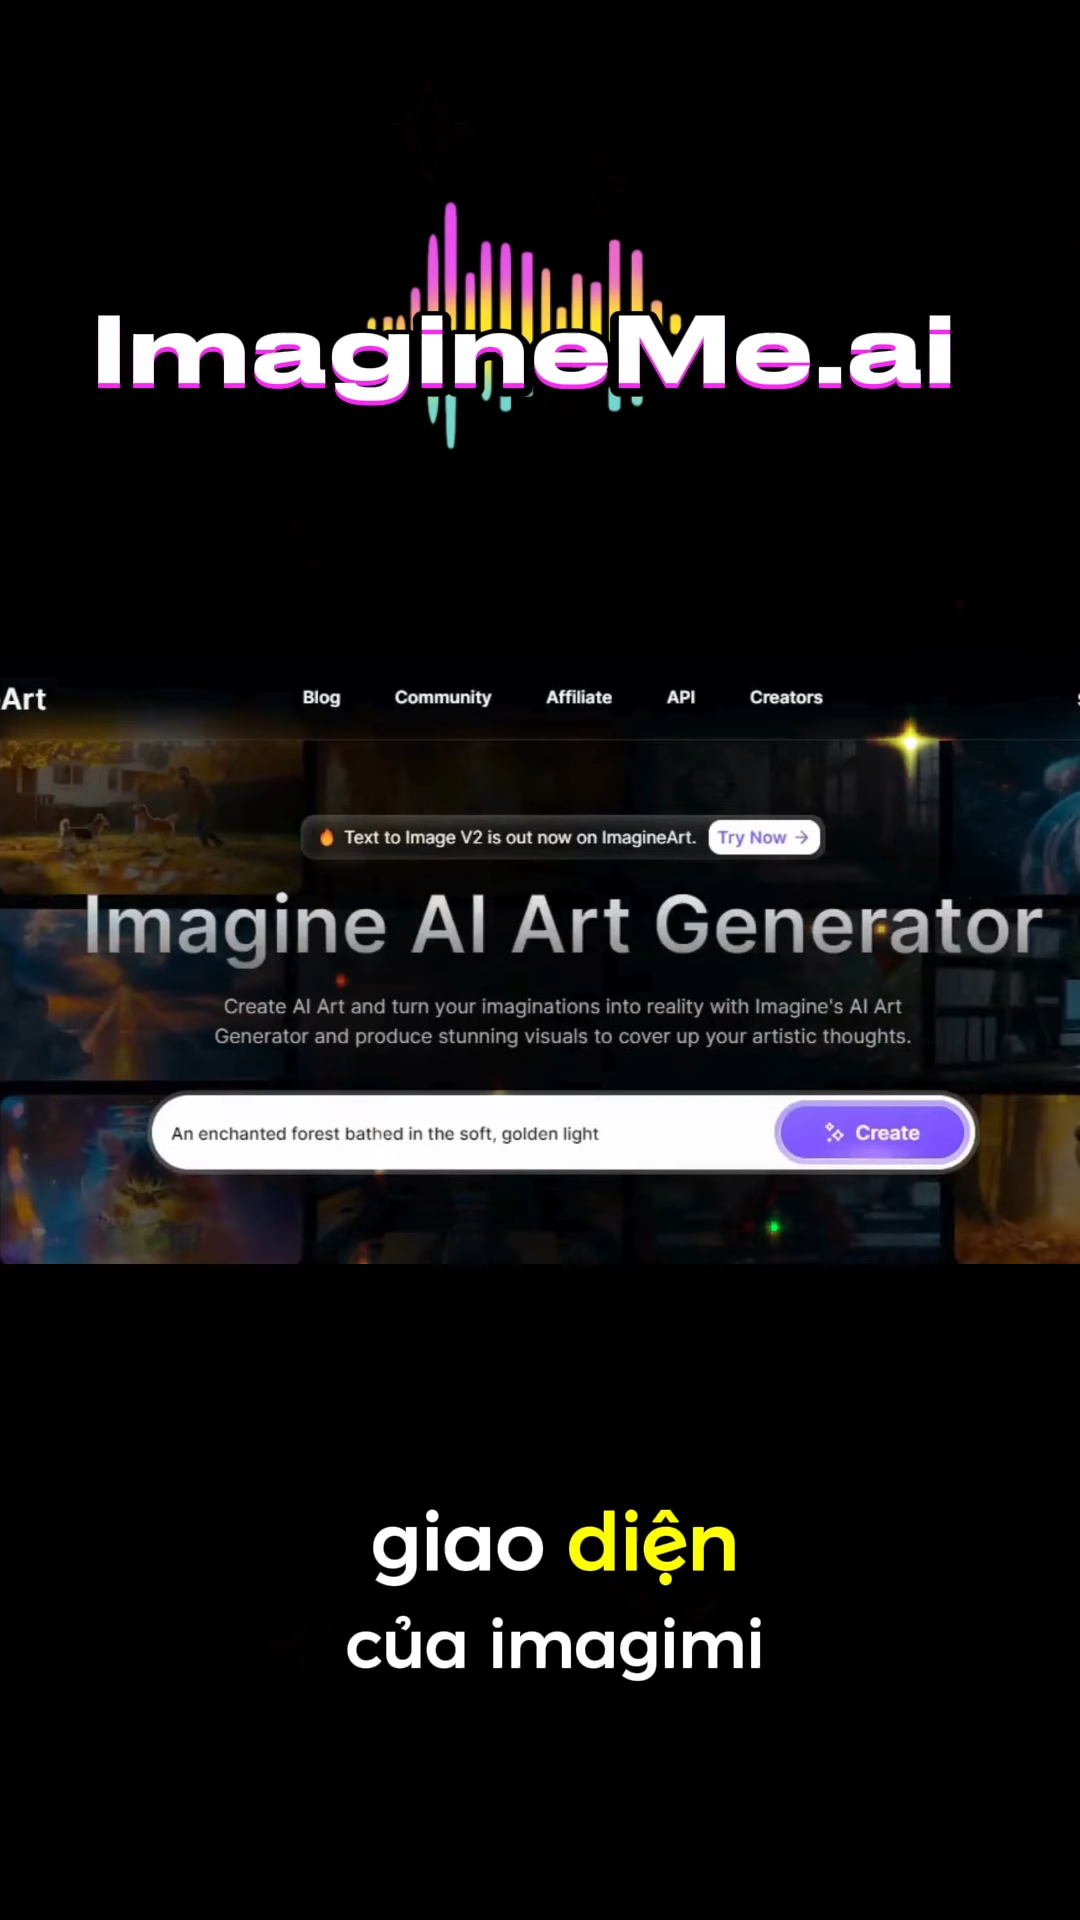 ImagineMe.ai
Art
Blog Community Affiliate API Creators
Text to Image V2 is out now on ImagineArt. Try Now →
Imagine AI Art Generator
Create AI Art and turn your imaginations into reality with Imagine's AI Art
Generator and produce stunning visuals to cover up your artistic thoughts.
An enchanted forest bathed in the soft, golden light
Create
giao diện
của imagimi